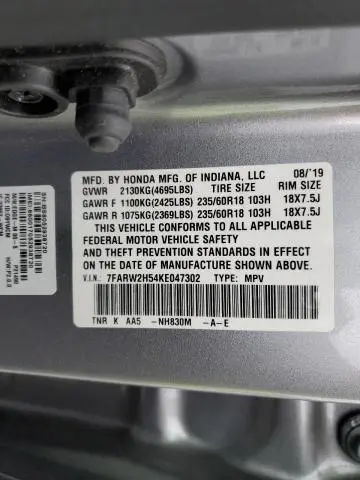 MFD. BY HONDA MFG. OF INDIANA, LLC 08/'19
GVWR 2130KG(4695LBS) TIRE SIZE RIM SIZE
GAWR F 1100KG(2425LBS) 235/60R18 103H 18X7.5J
GAWR R 1075KG(2369LBS) 235/60R18 103H 18X7.5J
THIS VEHICLE CONFORMS TO ALL APPLICABLE
FEDERAL MOTOR VEHICLE SAFETY AND
THEFT PREVENTION STANDARDS IN EFFECT
ON THE DATE OF MANUFACTURE SHOWN ABOVE.
V.I.N.: 7FARW2H54KE047302 TYPE: MPV
TNR K AA5 -NH830M -A-E